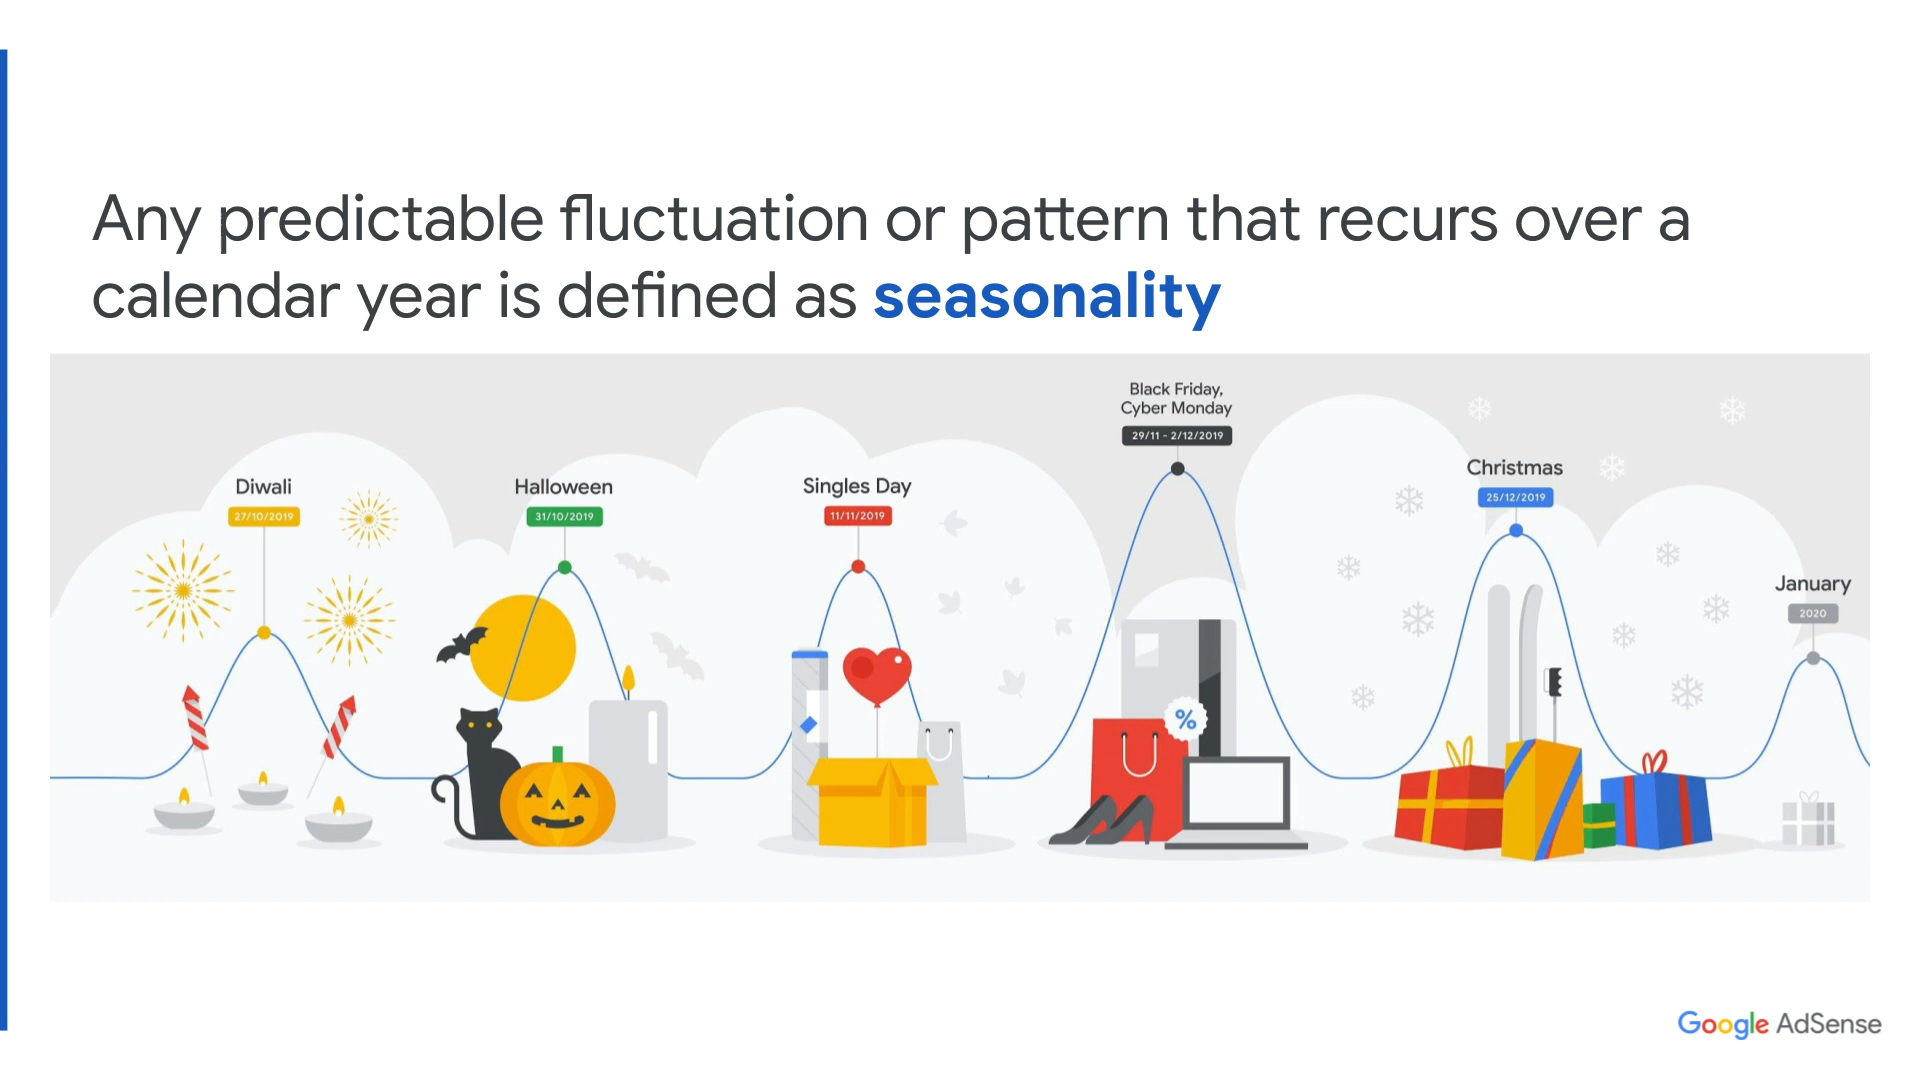 Any predictable fluctuation or pattern that recurs over a
calendar year is defined as seasonality
Black Friday,
Cyber Monday
29/11 - 2/12/2019
Christmas
25/12/2019
Diwali
27/10/2019
Halloween
31/10/2019
Singles Day
11/11/2019
January
2020
%
Google AdSense